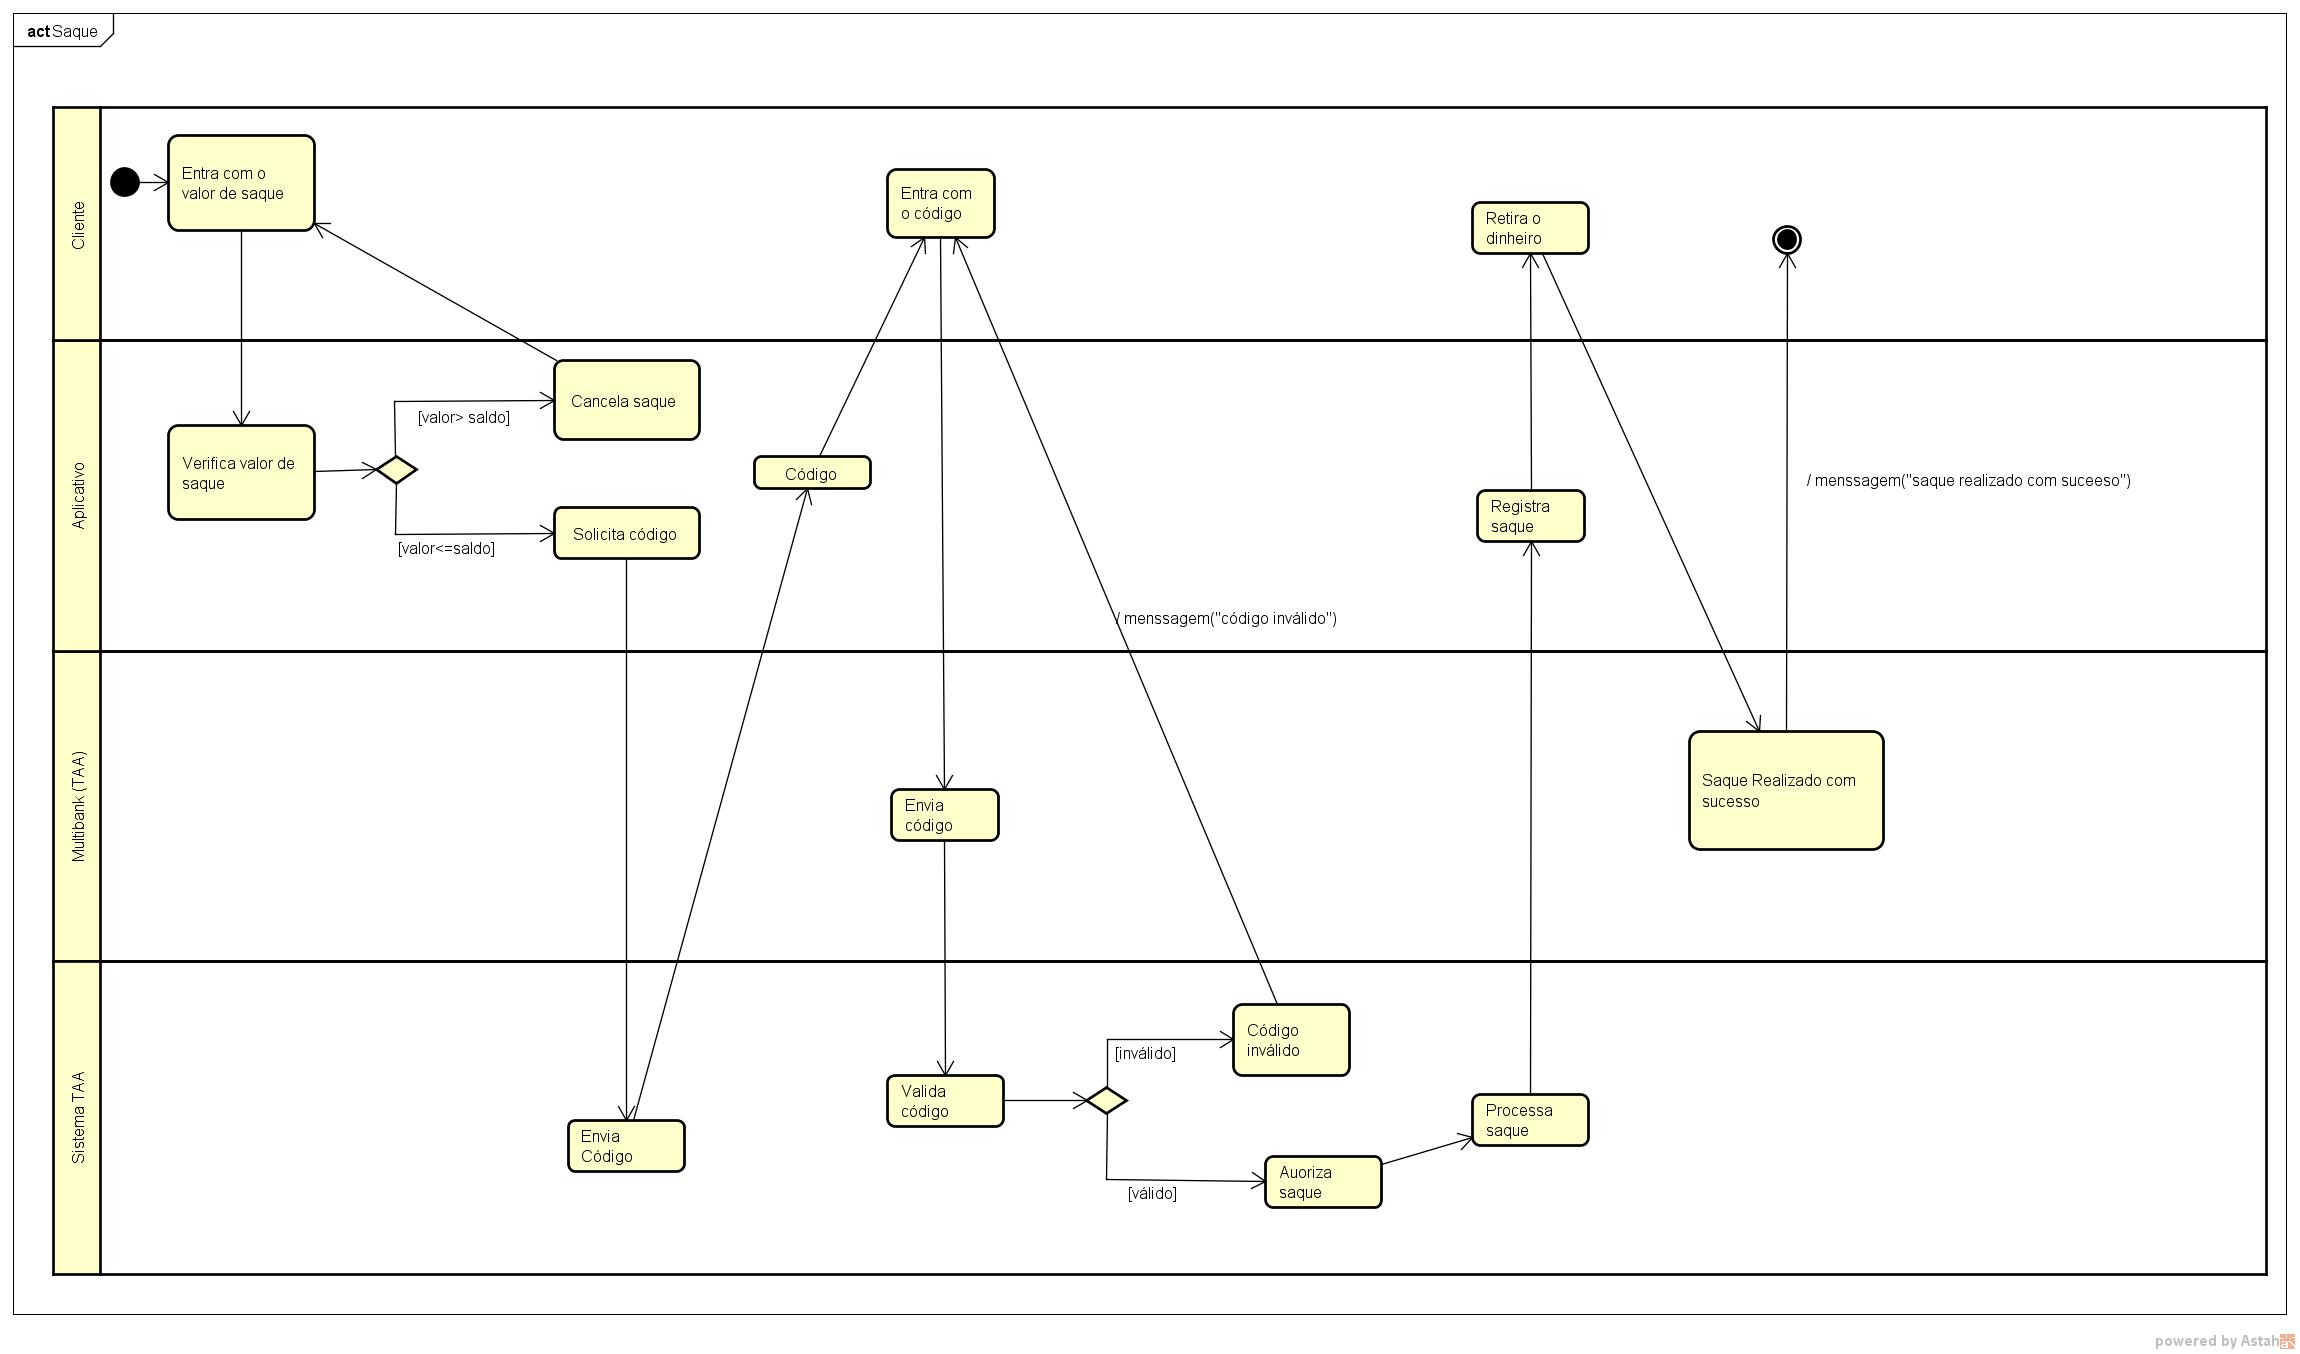 act Saque
Cliente
Entra com o
valor de saque
Entra com
o código
Retira o
dinheiro
Aplicativo
Verifica valor de
saque
[valor> saldo]
[valor<=saldo]
Cancela saque
Solicita código
Código
/ menssagem("código inválido")
Registra
saque
/ menssagem("saque realizado com suceeso")
Multibank (TAA)
Envia
código
Saque Realizado com
sucesso
Sistema TAA
Envia
Código
Valida
código
[inválido]
[válido]
Código
inválido
Auoriza
saque
Processa
saque
powered by Astah